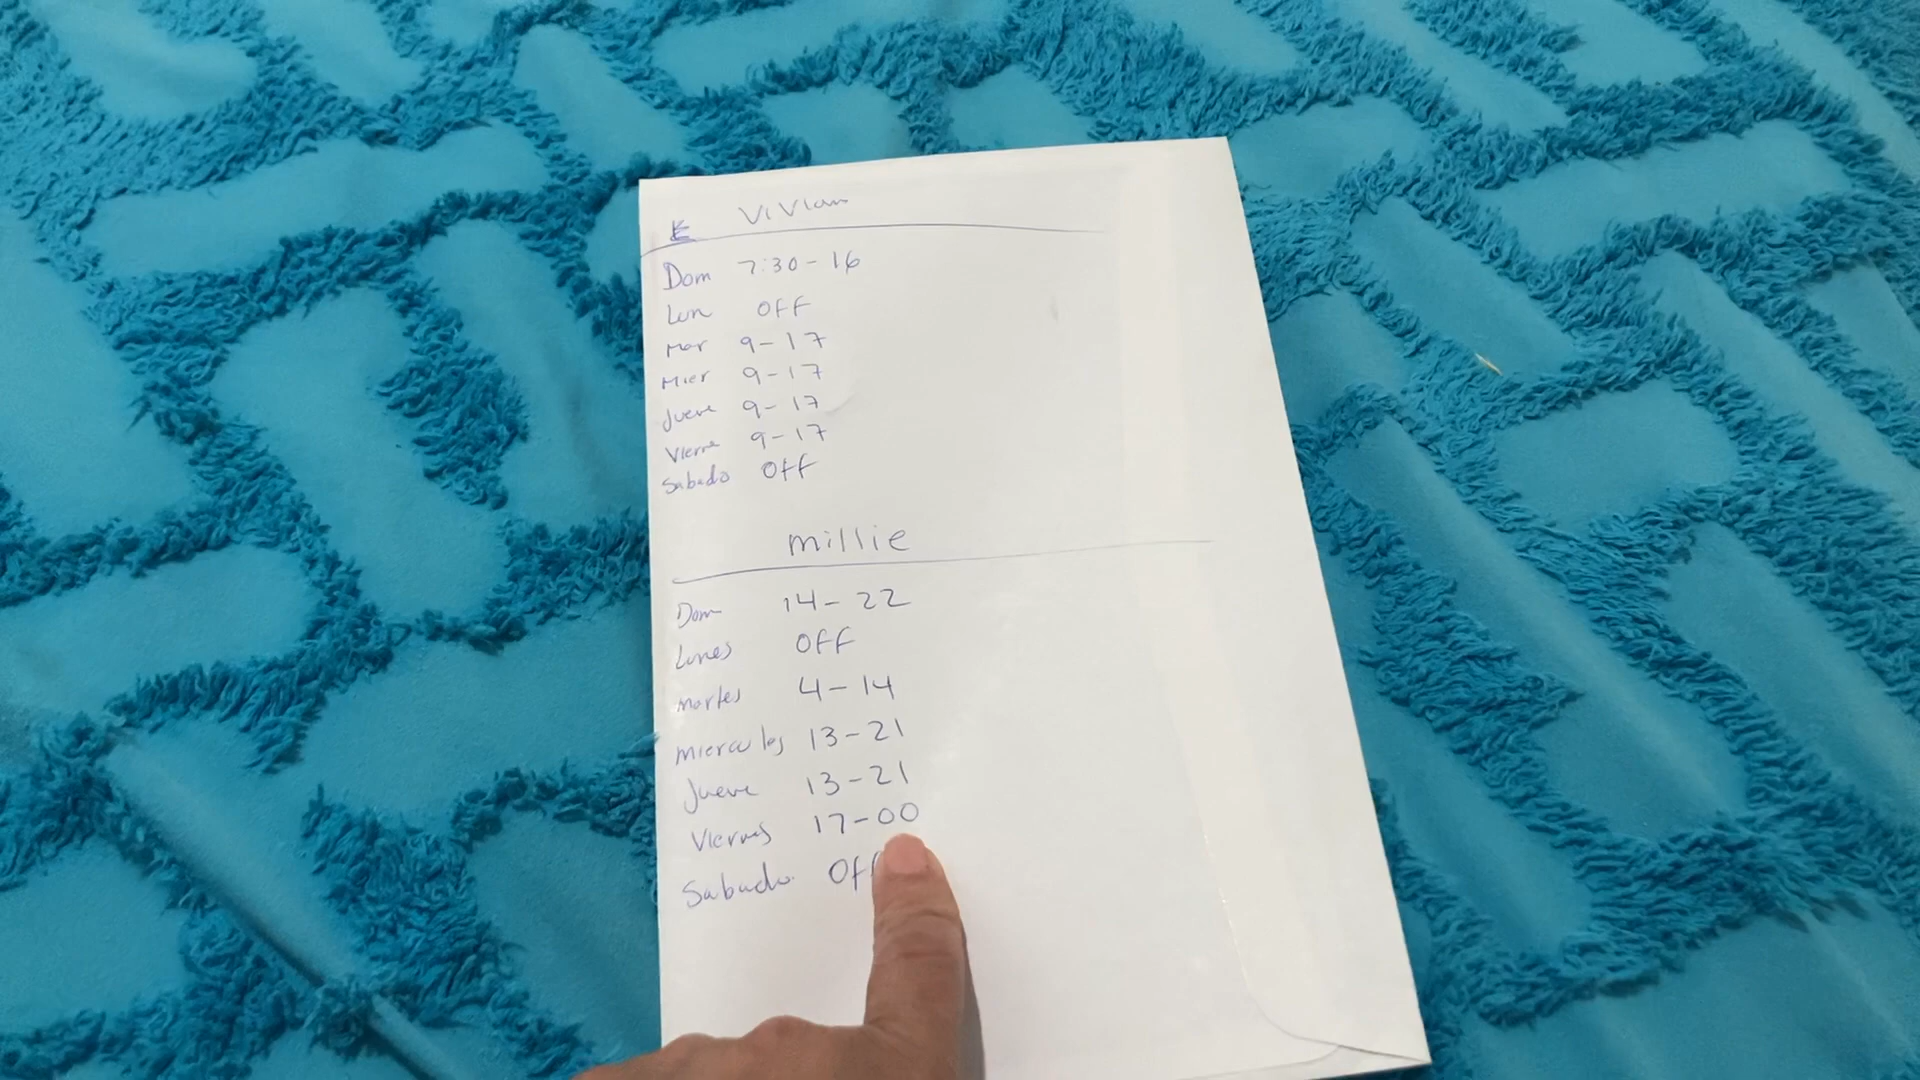 E Vivian
Dom 7:30-16
Lun Off
Mar 9-17
Mier 9-17
Jueve 9-17
Vierne 9-17
Sabado Off
millie
Dom 14-22
Lunes Off
martes 4-14
miercules 13-21
Jueve 13-21
Viernes 17-00
Sabado Off